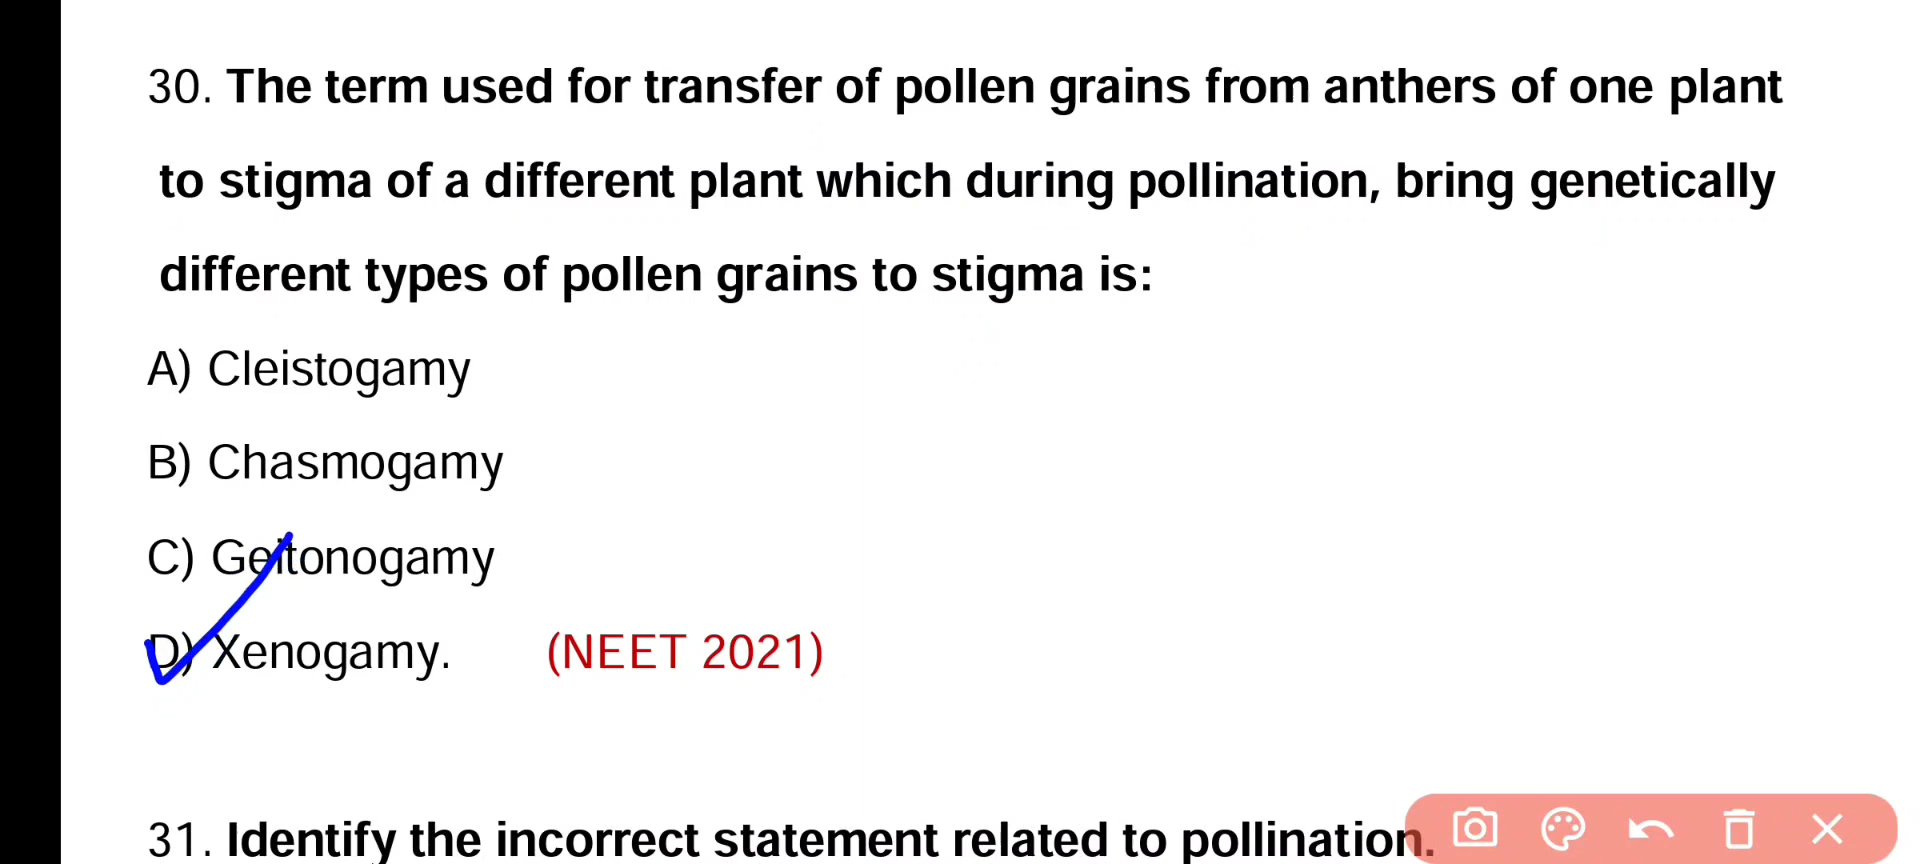 30. The term used for transfer of pollen grains from anthers of one plant
to stigma of a different plant which during pollination, bring genetically
different types of pollen grains to stigma is:
A) Cleistogamy
B) Chasmogamy
C) Geitonogamy
D) Xenogamy. (NEET 2021)
31. Identify the incorrect statement related to pollination.